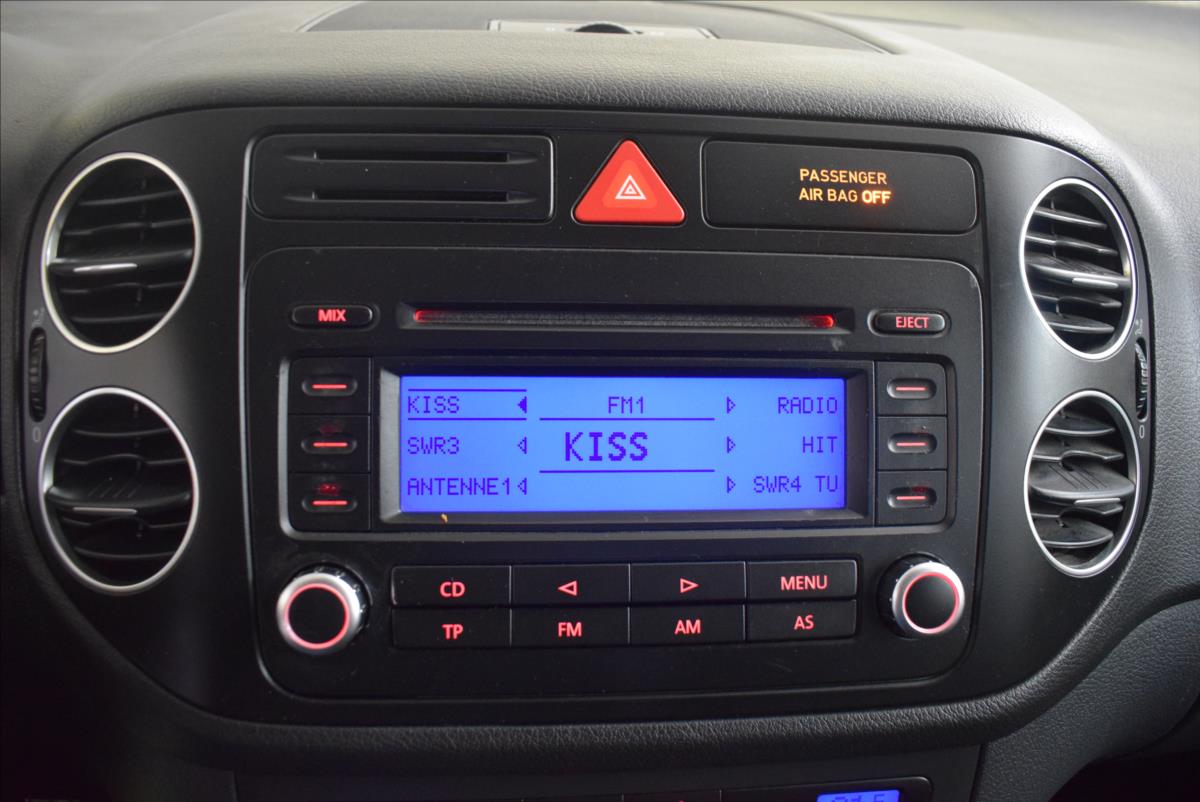 PASSENGER
AIR BAG OFF
MIX
EJECT
KISS FM1 RADIO
SWR3 KISS HIT
ANTENNE1 SWR4 TU
CD MENU
TP FM AM AS